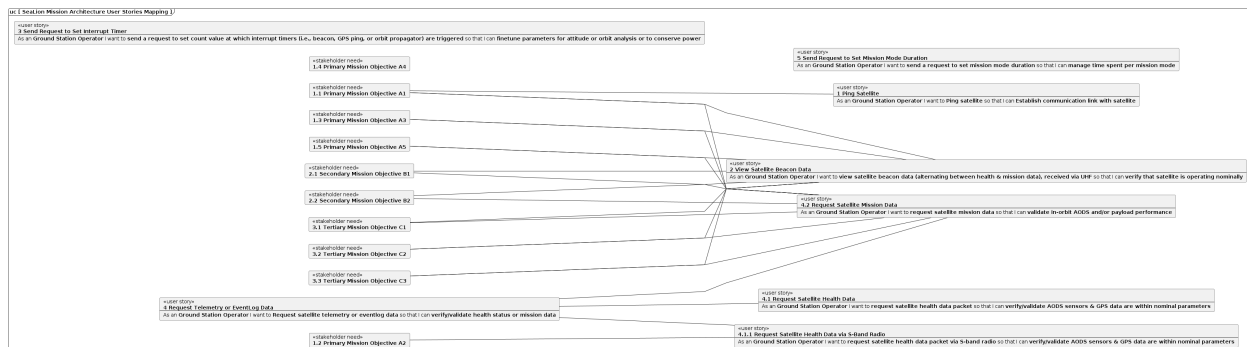 uc [ SeaLion Mission Architecture User Stories Mapping ]
«user story»
3 Send Request to Set Interrupt Timer
As an Ground Station Operator I want to send a request to set count value at which interrupt timers (i.e., beacon, GPS ping, or orbit propagator) are triggered so that I can finetune parameters for attitude or orbit analysis or to conserve power
«user story»
5 Send Request to Set Mission Mode Duration
As an Ground Station Operator I want to send a request to set mission mode duration so that I can manage time spent per mission mode
«stakeholder need»
1.4 Primary Mission Objective A4
«stakeholder need»
1.1 Primary Mission Objective A1
«user story»
1 Ping Satellite
As an Ground Station Operator I want to Ping satellite so that I can Establish communication link with satellite
«stakeholder need»
1.3 Primary Mission Objective A3
«stakeholder need»
1.5 Primary Mission Objective A5
«user story»
2 View Satellite Beacon Data
As an Ground Station Operator I want to view satellite beacon data (alternating between health & mission data), received via UHF so that I can verify that satellite is operating nominally
«stakeholder need»
2.1 Secondary Mission Objective B1
«stakeholder need»
2.2 Secondary Mission Objective B2
«user story»
4.2 Request Satellite Mission Data
As an Ground Station Operator I want to request satellite mission data so that I can validate in-orbit AODS and/or payload performance
«stakeholder need»
3.1 Tertiary Mission Objective C1
«stakeholder need»
3.2 Tertiary Mission Objective C2
«stakeholder need»
3.3 Tertiary Mission Objective C3
«user story»
4 Request Telemetry or EventLog Data
As an Ground Station Operator I want to Request satellite telemetry or eventlog data so that I can verify/validate health status or mission data
«user story»
4.1 Request Satellite Health Data
As an Ground Station Operator I want to request satellite health data packet so that I can verify/validate AODS sensors & GPS data are within nominal parameters
«user story»
4.1.1 Request Satellite Health Data via S-Band Radio
As an Ground Station Operator I want to request satellite health data packet via S-band radio so that I can verify/validate AODS sensors & GPS data are within nominal parameters
«stakeholder need»
1.2 Primary Mission Objective A2